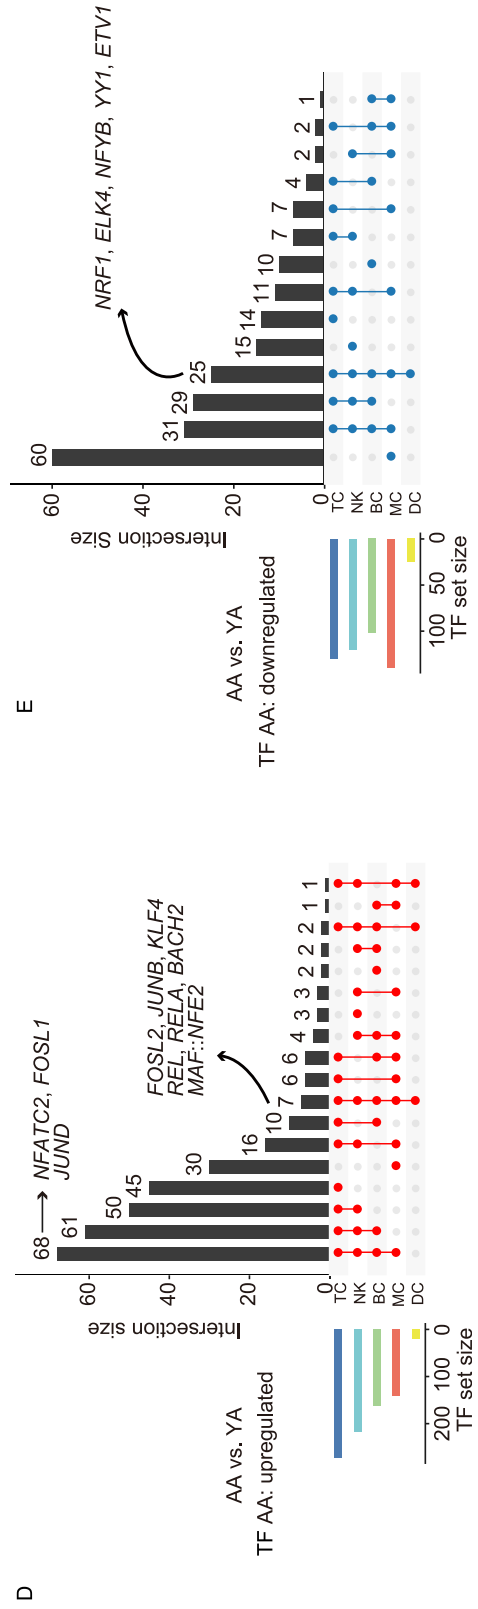 D
68 → NFATC2, FOSL1
JUND
FOSL2, JUNB, KLF4
REL, RELA, BACH2
MAF::NFE2
Intersection size
60
40
20
0
68
61
50
45
30
16
10
7
6
6
4
3
3
2
2
2
1
1
AA vs. YA
TF AA: upregulated
TC
NK
BC
MC
DC
200
100
0
TF set size
E
NRF1, ELK4, NFYB, YY1, ETV1
Intersection Size
60
40
20
0
60
31
29
25
15
14
11
10
7
7
4
2
2
1
AA vs. YA
TF AA: downregulated
TC
NK
BC
MC
DC
100
50
0
TF set size